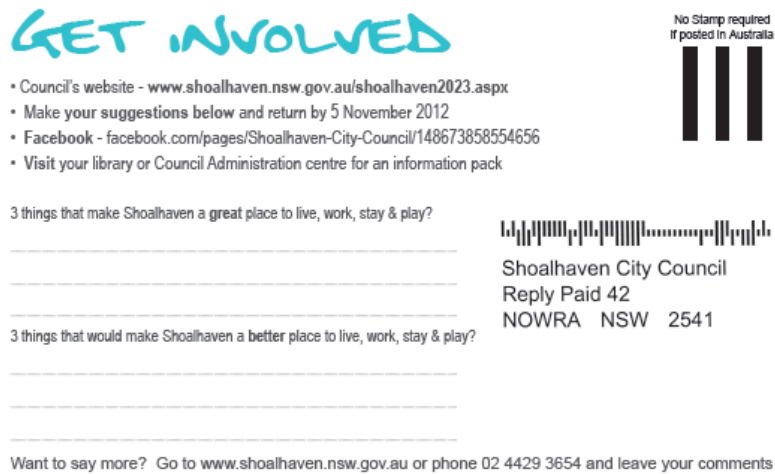 GET INVOLVED
No Stamp required
If posted in Australia
• Council's website - www.shoalhaven.nsw.gov.au/shoalhaven2023.aspx
• Make your suggestions below and return by 5 November 2012
• Facebook - facebook.com/pages/Shoalhaven-City-Council/148673858554656
• Visit your library or Council Administration centre for an information pack
3 things that make Shoalhaven a great place to live, work, stay & play?
3 things that would make Shoalhaven a better place to live, work, stay & play?
Shoalhaven City Council
Reply Paid 42
NOWRA NSW 2541
Want to say more? Go to www.shoalhaven.nsw.gov.au or phone 02 4429 3654 and leave your comments